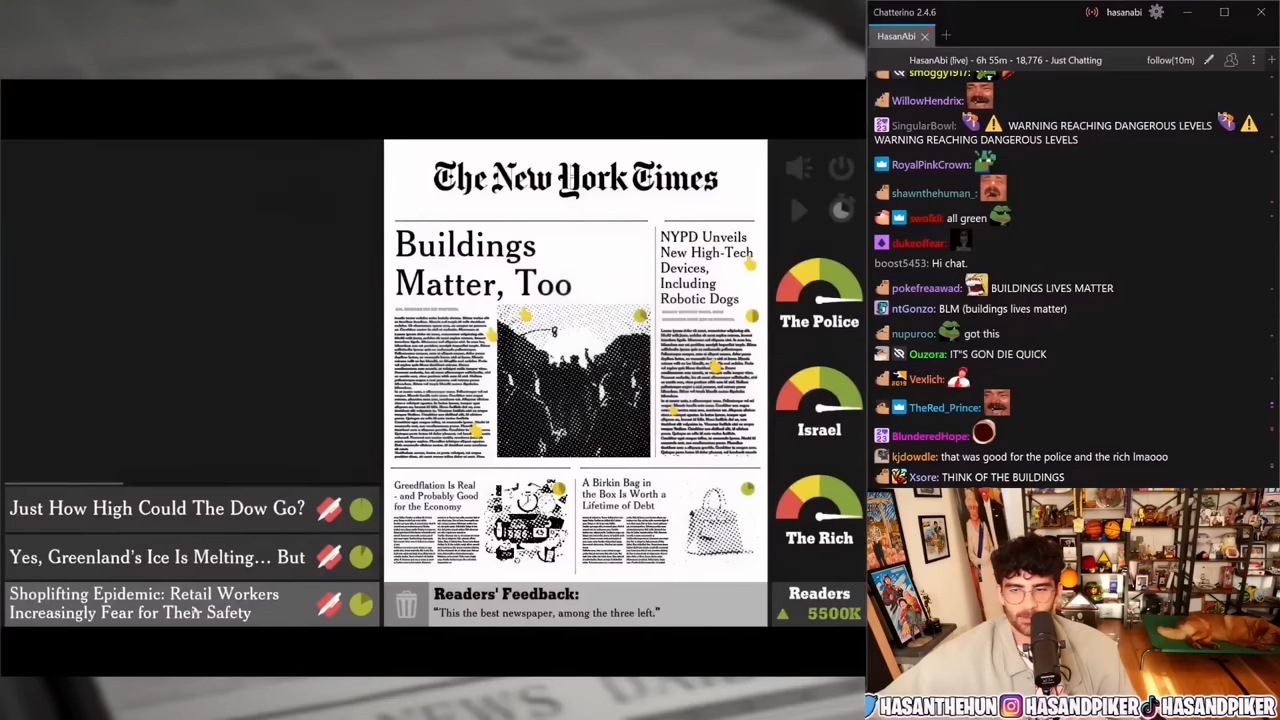 The New York Times
Buildings
Matter, Too
NYPD Unveils
New High-Tech
Devices,
Including
Robotic Dogs
Greedflation Is Real
- and Probably Good
for the Economy
A Birkin Bag in
the Box Is Worth a
Lifetime of Debt
Just How High Could The Dow Go?
Yes, Greenland's Ice Is Melting... But
Shoplifting Epidemic: Retail Workers
Increasingly Fear for Their Safety
Readers' Feedback:
"This the best newspaper, among the three left."
The Police
Israel
The Rich
Readers
5500K
Chatterino 2.4.6
hasanabi
HasanAbi
HasanAbi (live) - 6h 55m - 18,776 - Just Chatting
follow(10m)
smoggy1917:
WillowHendrix:
SingularBowl: WARNING REACHING DANGEROUS LEVELS
WARNING REACHING DANGEROUS LEVELS
RoyalPinkCrown:
shawnthehuman_:
all green
dukeoffear:
boost5453: Hi chat.
pokefreaawad: BUILDINGS LIVES MATTER
ntGonzo: BLM (buildings lives matter)
nupuroo: got this
Ouzora: IT'S GON DIE QUICK
Vexlich:
TheRed_Prince:
BlunderedHope:
kjdowdle: that was good for the police and the rich lmaooo
Xsore: THINK OF THE BUILDINGS
HASANTHEHUN HASANDPIKER HASANDPIKER